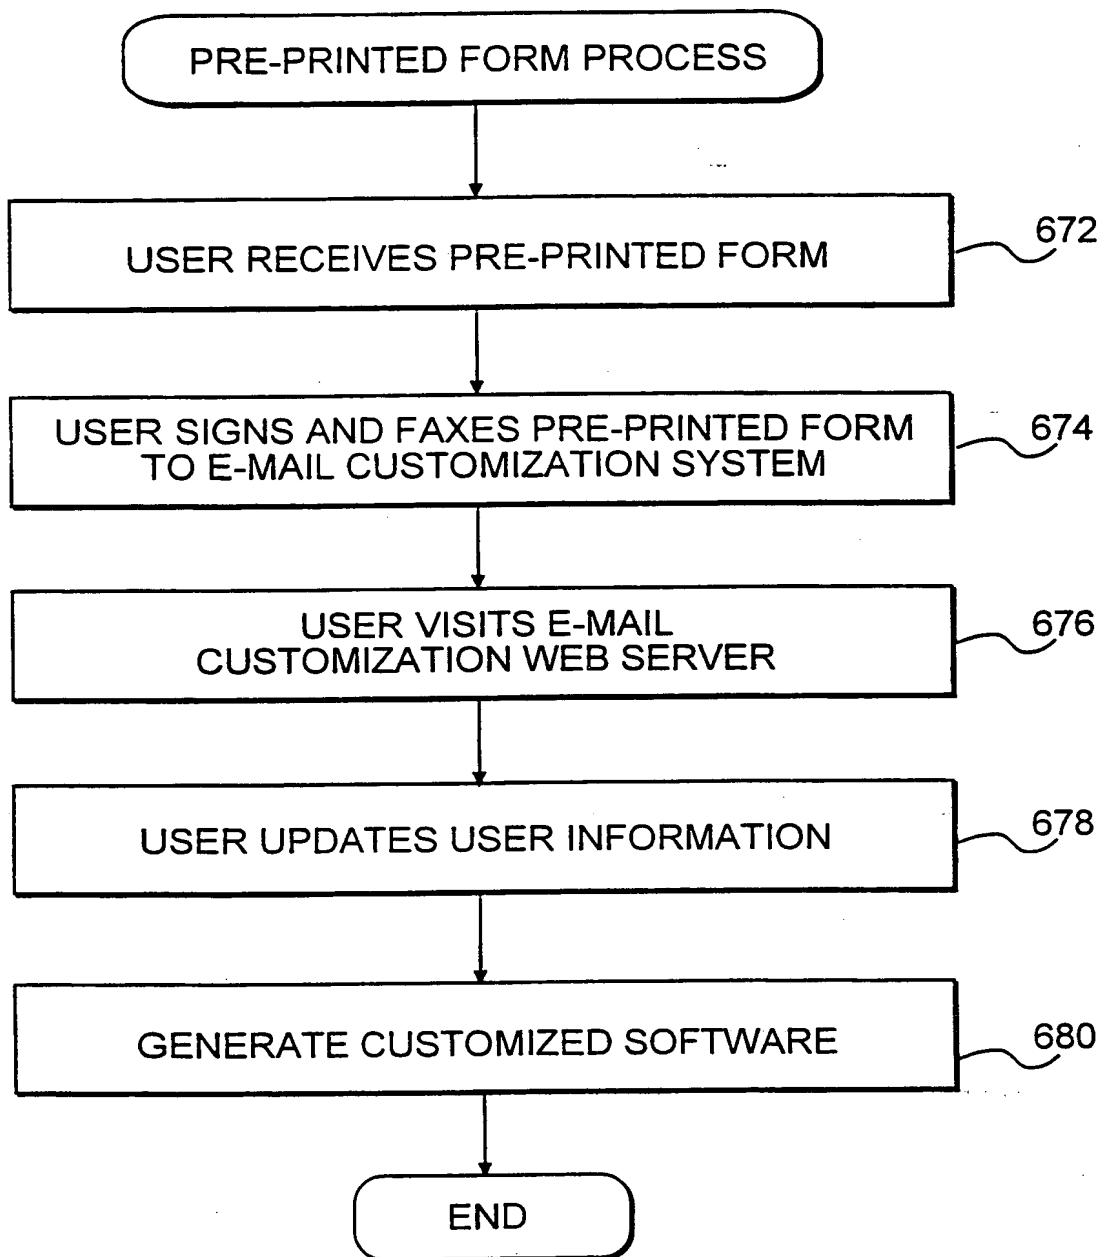 PRE-PRINTED FORM PROCESS
USER RECEIVES PRE-PRINTED FORM
672
USER SIGNS AND FAXES PRE-PRINTED FORM
TO E-MAIL CUSTOMIZATION SYSTEM
674
USER VISITS E-MAIL
CUSTOMIZATION WEB SERVER
676
USER UPDATES USER INFORMATION
678
GENERATE CUSTOMIZED SOFTWARE
680
END